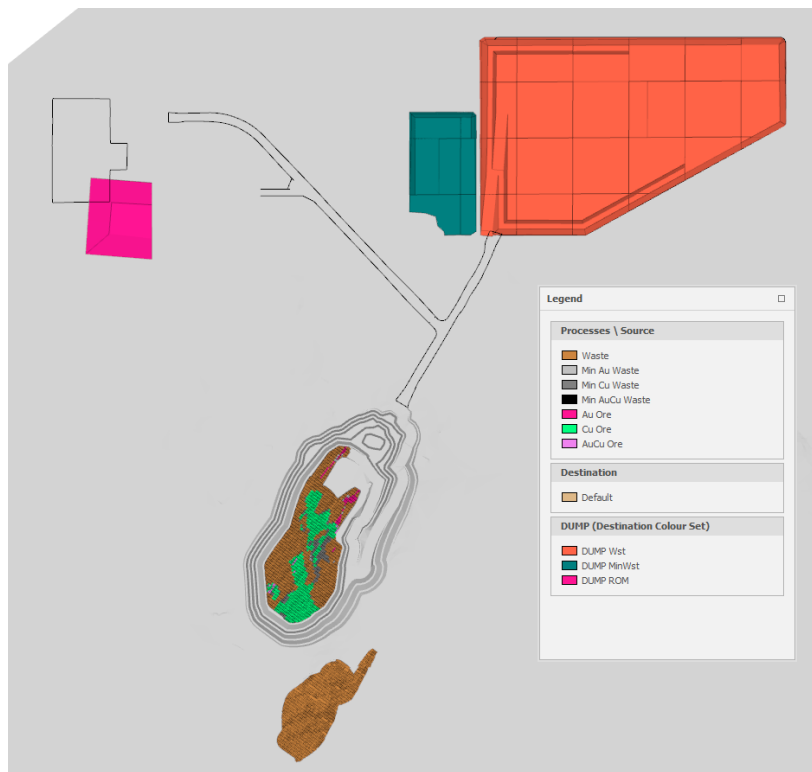 Legend
Processes \ Source
Waste
Min Au Waste
Min Cu Waste
Min AuCu Waste
Au Ore
Cu Ore
AuCu Ore
Destination
Default
DUMP (Destination Colour Set)
DUMP Wst
DUMP MinWst
DUMP ROM